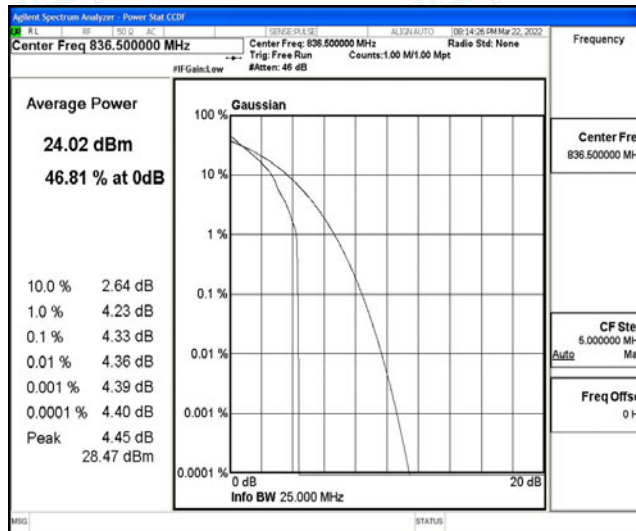 Agilent Spectrum Analyzer - Power Stat CCDF
RL RF 50 Ω AC SENSE:PULSE ALIGN AUTO 08:14:26 PM Mar 22, 2022
Center Freq 836.500000 MHz
Center Freq: 836.500000 MHz Radio Std: None
Trig: Free Run Counts:1.00 M/1.00 Mpt
#IFGain:Low #Atten: 46 dB
Frequency
Average Power
24.02 dBm
46.81 % at 0dB
10.0 % 2.64 dB
1.0 % 4.23 dB
0.1 % 4.33 dB
0.01 % 4.36 dB
0.001 % 4.39 dB
0.0001 % 4.40 dB
Peak 4.45 dB
28.47 dBm
Gaussian
100 %
10 %
1 %
0.1 %
0.01 %
0.001 %
0.0001 %
0 dB 20 dB
Info BW 25.000 MHz
Center Fre
836.500000 MH
CF Ste
5.000000 MH
Auto Ma
Freq Offse
0 H
MSG STATUS